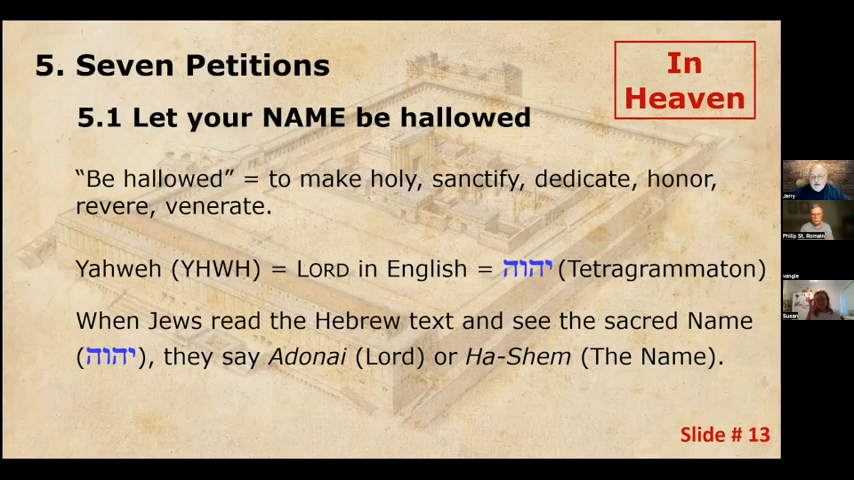 5. Seven Petitions
In
Heaven
5.1 Let your NAME be hallowed
“Be hallowed” = to make holy, sanctify, dedicate, honor,
revere, venerate.
Yahweh (YHWH) = LORD in English = יהוה (Tetragrammaton)
When Jews read the Hebrew text and see the sacred Name
(יהוה), they say Adonai (Lord) or Ha-Shem (The Name).
Slide # 13
Jerry
Philip St. Romain
vangie
Susan